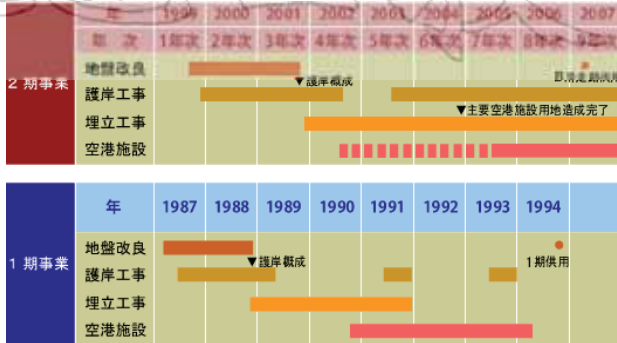 年 1999 2000 2001 2002 2003 2004 2005 2006 2007
年 次 1年次 2年次 3年次 4年次 5年次 6年次 7年次 8年次 9年次
2 期事業
地盤改良
▼護岸概成
護岸工事
▼主要空港施設用地造成完了
埋立工事
空港施設
年 1987 1988 1989 1990 1991 1992 1993 1994
1 期事業
地盤改良
▼護岸概成
1期供用
護岸工事
埋立工事
空港施設